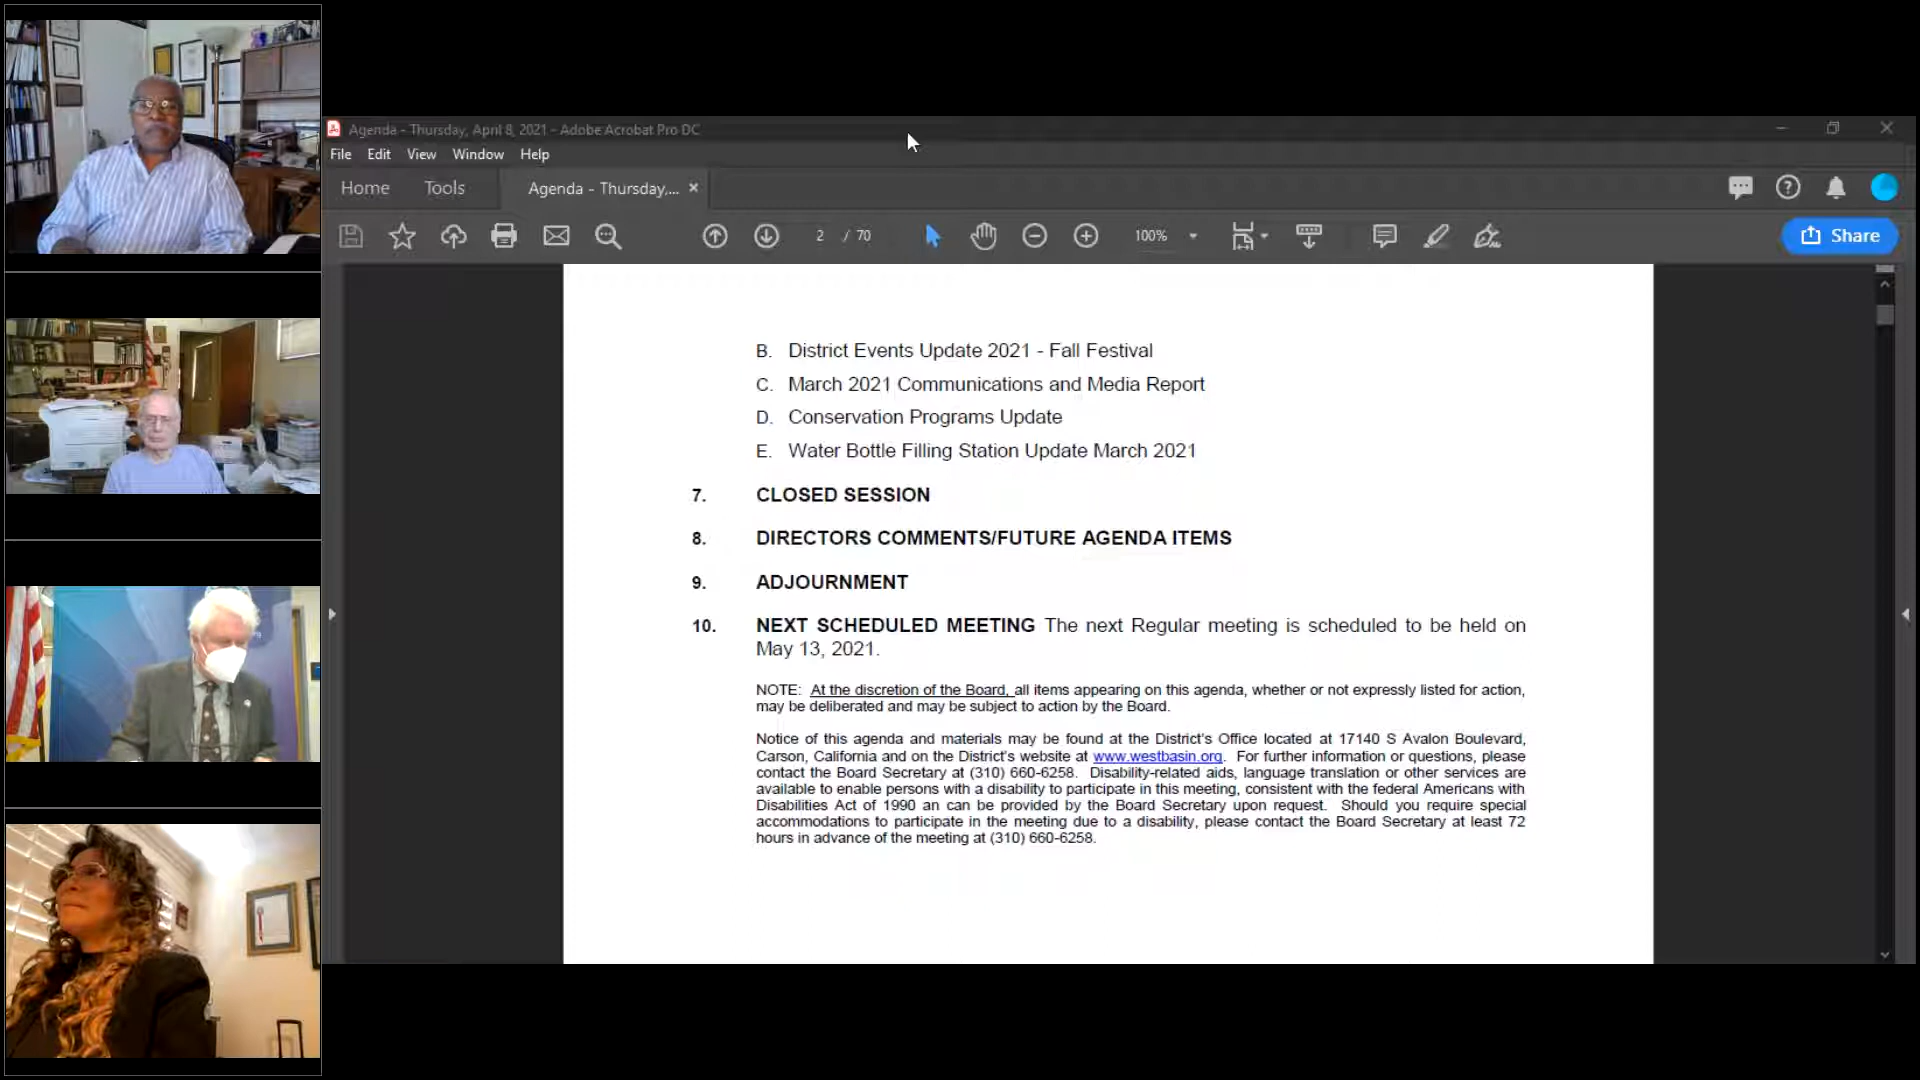 Agenda - Thursday, April 8, 2021 - Adobe Acrobat Pro DC
File Edit View Window Help
Home Tools Agenda - Thursday,... ×
2 / 70 100% Share
B. District Events Update 2021 - Fall Festival
C. March 2021 Communications and Media Report
D. Conservation Programs Update
E. Water Bottle Filling Station Update March 2021
7. CLOSED SESSION
8. DIRECTORS COMMENTS/FUTURE AGENDA ITEMS
9. ADJOURNMENT
10. NEXT SCHEDULED MEETING The next Regular meeting is scheduled to be held on
May 13, 2021.
NOTE: At the discretion of the Board, all items appearing on this agenda, whether or not expressly listed for action,
may be deliberated and may be subject to action by the Board.
Notice of this agenda and materials may be found at the District's Office located at 17140 S Avalon Boulevard,
Carson, California and on the District's website at www.westbasin.org. For further information or questions, please
contact the Board Secretary at (310) 660-6258. Disability-related aids, language translation or other services are
available to enable persons with a disability to participate in this meeting, consistent with the federal Americans with
Disabilities Act of 1990 an can be provided by the Board Secretary upon request. Should you require special
accommodations to participate in the meeting due to a disability, please contact the Board Secretary at least 72
hours in advance of the meeting at (310) 660-6258.